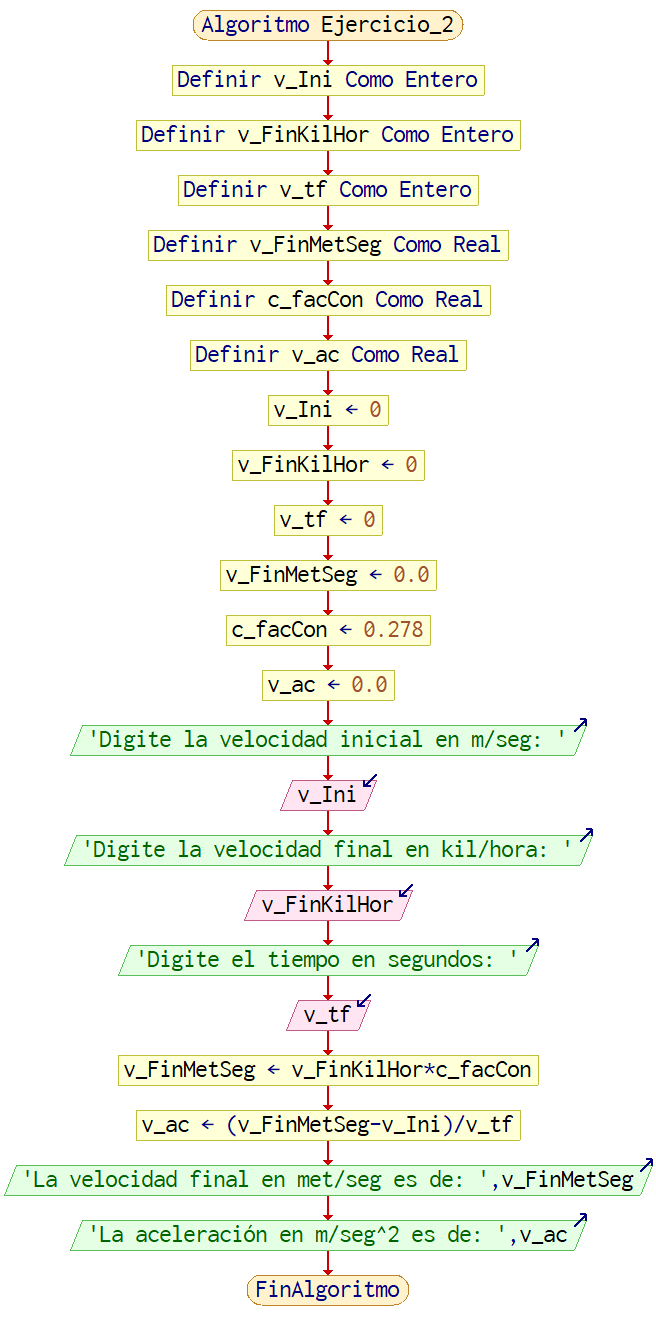 Algoritmo Ejercicio_2
Definir v_Ini Como Entero
Definir v_FinKilHor Como Entero
Definir v_tf Como Entero
Definir v_FinMetSeg Como Real
Definir c_facCon Como Real
Definir v_ac Como Real
v_Ini ← 0
v_FinKilHor ← 0
v_tf ← 0
v_FinMetSeg ← 0.0
c_facCon ← 0.278
v_ac ← 0.0
'Digite la velocidad inicial en m/seg: '
v_Ini
'Digite la velocidad final en kil/hora: '
v_FinKilHor
'Digite el tiempo en segundos: '
v_tf
v_FinMetSeg ← v_FinKilHor*c_facCon
v_ac ← (v_FinMetSeg-v_Ini)/v_tf
'La velocidad final en met/seg es de: ',v_FinMetSeg
'La aceleración en m/seg^2 es de: ',v_ac
FinAlgoritmo